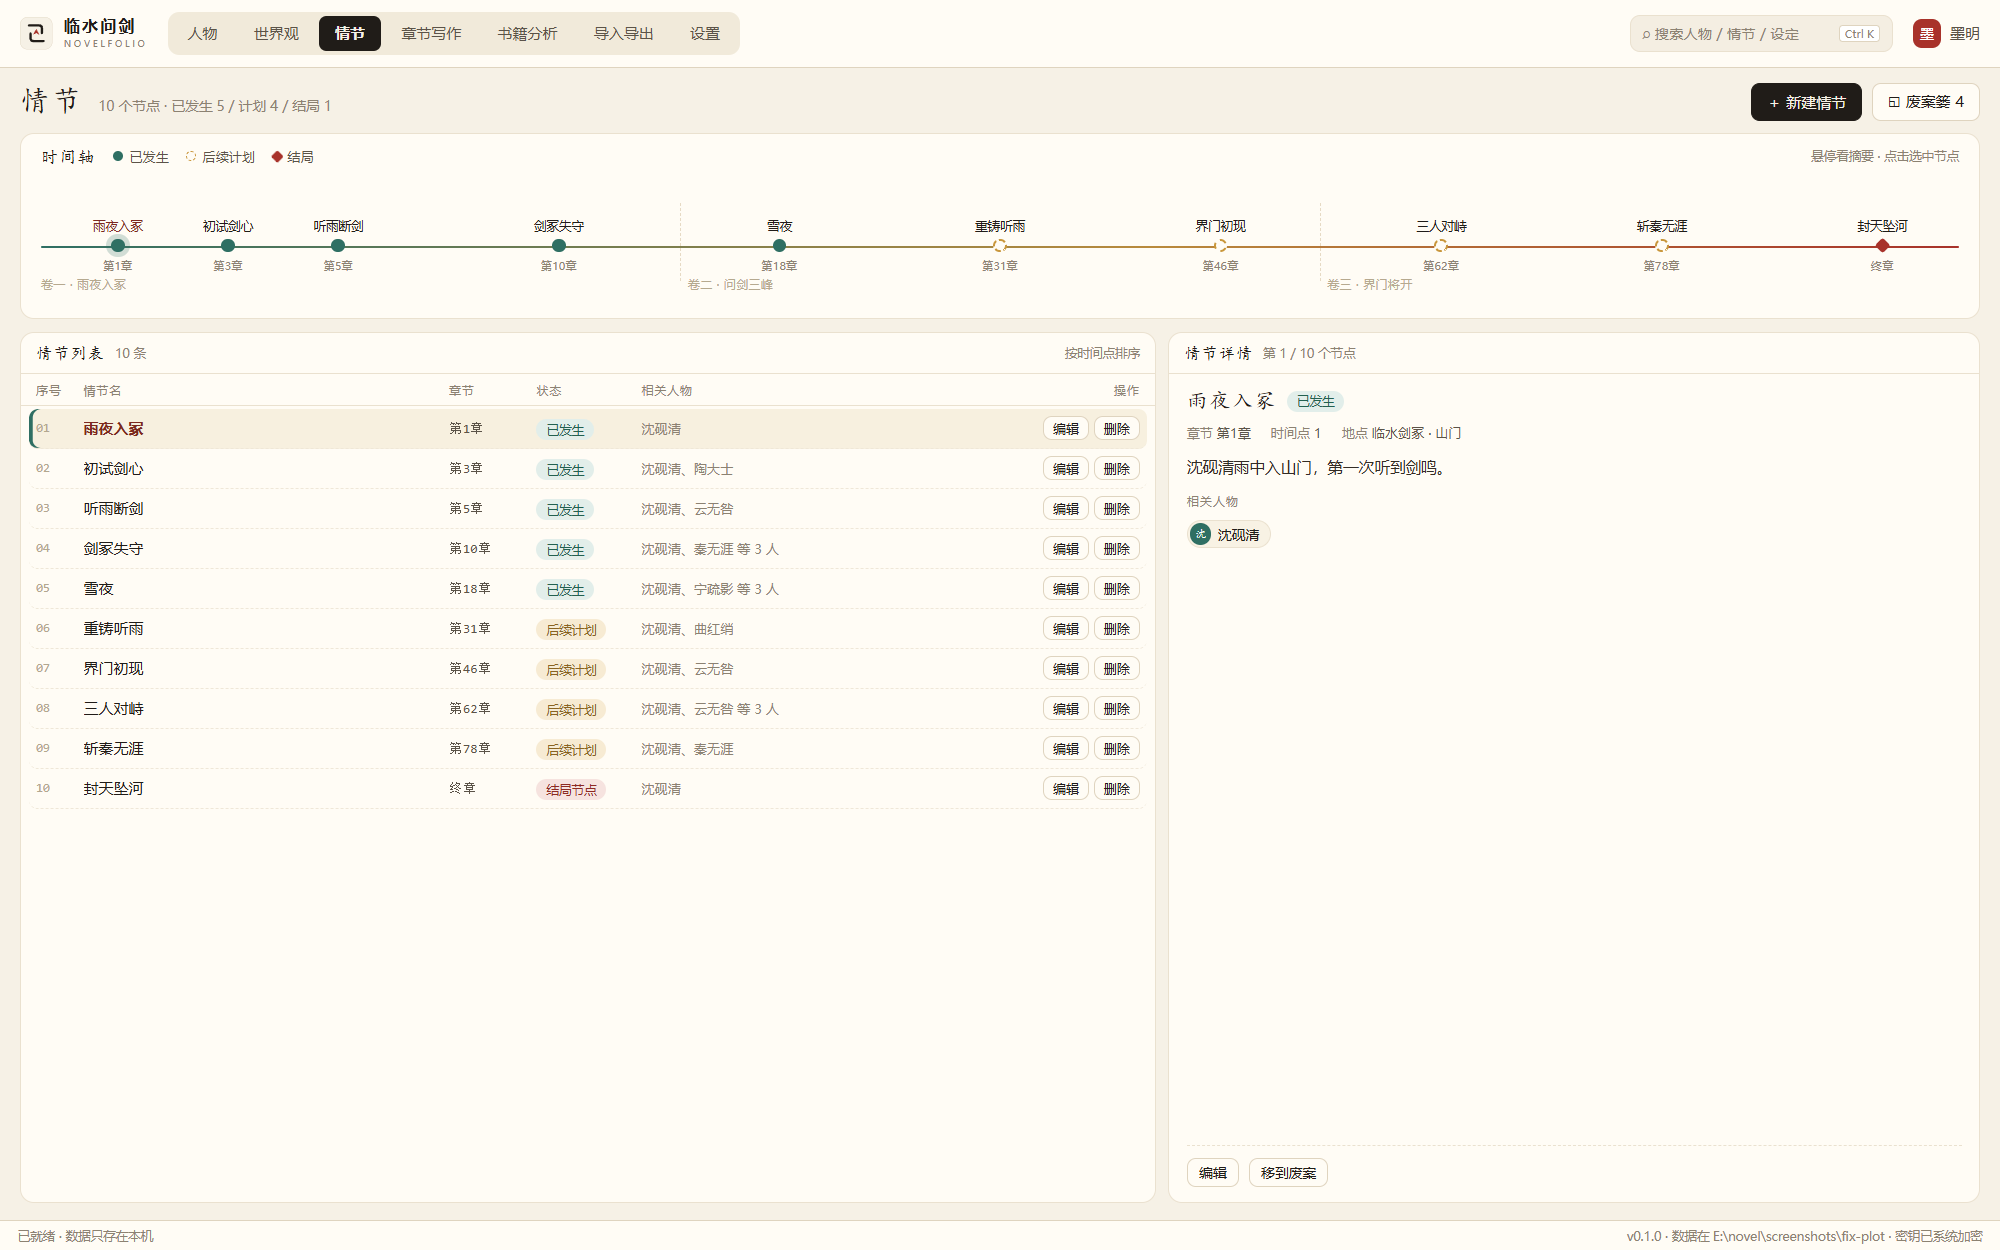 临水问剑
NOVELFOLIO
人物 世界观 情节 章节写作 书籍分析 导入导出 设置
搜索人物 / 情节 / 设定 Ctrl K
墨 墨明
情节 10 个节点 · 已发生 5 / 计划 4 / 结局 1
+ 新建情节 废案篓 4
时间轴 已发生 后续计划 结局 悬停看摘要 · 点击选中节点
雨夜入冢 初试剑心 听雨断剑 剑冢失守 雪夜 重铸听雨 界门初现 三人对峙 斩秦无涯 封天坠河
第1章 第3章 第5章 第10章 第18章 第31章 第46章 第62章 第78章 终章
卷一 · 雨夜入冢 卷二 · 问剑三峰 卷三 · 界门将开
情节列表 10 条 按时间点排序
序号 情节名 章节 状态 相关人物 操作
01 雨夜入冢 第1章 已发生 沈砚清 编辑 删除
02 初试剑心 第3章 已发生 沈砚清、陶大士 编辑 删除
03 听雨断剑 第5章 已发生 沈砚清、云无咎 编辑 删除
04 剑冢失守 第10章 已发生 沈砚清、秦无涯 等 3 人 编辑 删除
05 雪夜 第18章 已发生 沈砚清、宁疏影 等 3 人 编辑 删除
06 重铸听雨 第31章 后续计划 沈砚清、曲红绡 编辑 删除
07 界门初现 第46章 后续计划 沈砚清、云无咎 编辑 删除
08 三人对峙 第62章 后续计划 沈砚清、云无咎 等 3 人 编辑 删除
09 斩秦无涯 第78章 后续计划 沈砚清、秦无涯 编辑 删除
10 封天坠河 终章 结局节点 沈砚清 编辑 删除
情节详情 第 1 / 10 个节点
雨夜入冢 已发生
章节 第1章 时间点 1 地点 临水剑冢 · 山门
沈砚清雨中入山门，第一次听到剑鸣。
相关人物
沈 沈砚清
编辑 移到废案
已就绪 · 数据只存在本机
v0.1.0 · 数据在 E:\novel\screenshots\fix-plot · 密钥已系统加密